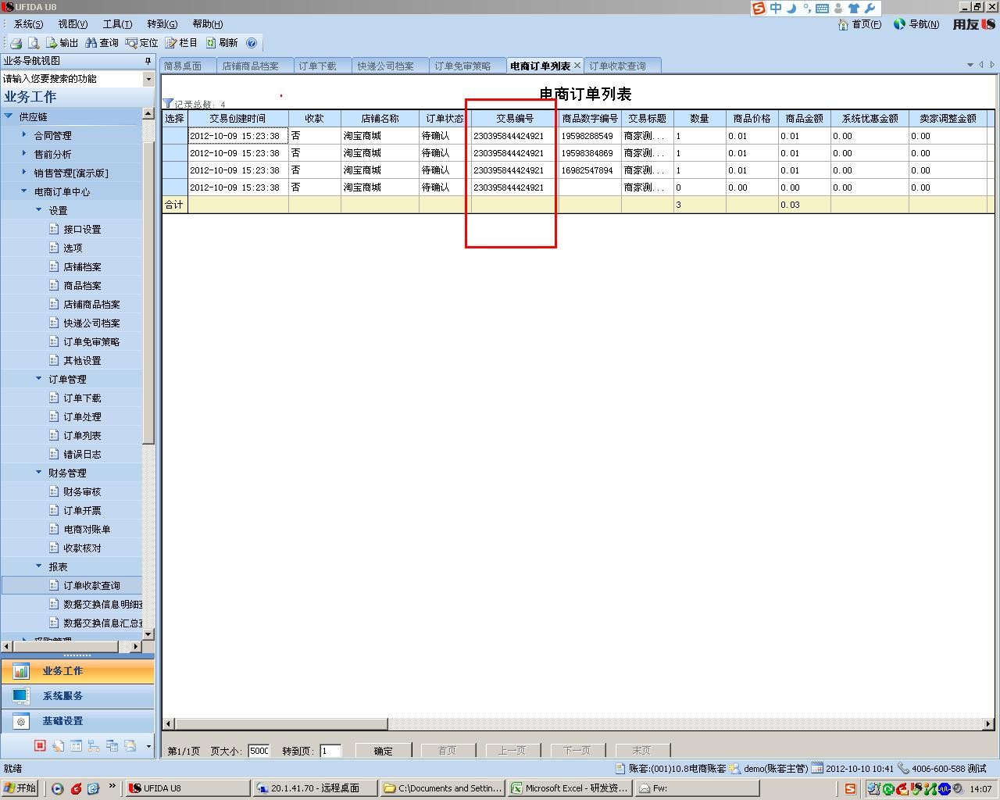 UFIDA U8
中
系统(S) 视图(V) 工具(T) 转到(G) 帮助(H)
首页(F) 导航(N) 用友
输出 查询 定位 栏目 刷新
业务导航视图
简易桌面 店铺商品档案 订单下载 快递公司档案 订单免审策略 电商订单列表 订单收款查询
请输入您要搜索的功能
业务工作
供应链
合同管理
售前分析
销售管理[演示版]
电商订单中心
设置
接口设置
选项
店铺档案
商品档案
店铺商品档案
快递公司档案
订单免审策略
其他设置
订单管理
订单下载
订单处理
订单列表
错误日志
财务管理
财务审核
订单开票
电商对账单
收款核对
报表
订单收款查询
数据交换信息明细
数据交换信息汇总
采购管理
业务工作
系统服务
基础设置
电商订单列表
记录总数: 4
选择 交易创建时间 收款 店铺名称 订单状态 交易编号 商品数字编号 交易标题 数量 商品价格 商品金额 系统优惠金额 卖家调整金额
2012-10-09 15:23:38 否 淘宝商城 待确认 230395844424921 19598288549 商家测... 1 0.01 0.01 0.00 0.00
2012-10-09 15:23:38 否 淘宝商城 待确认 230395844424921 19598384869 商家测... 1 0.01 0.01 0.00 0.00
2012-10-09 15:23:38 否 淘宝商城 待确认 230395844424921 16982547894 商家测... 1 0.01 0.01 0.00 0.00
2012-10-09 15:23:38 否 淘宝商城 待确认 230395844424921 商家测... 0 0.00 0.00 0.00 0.00
合计 3 0.03
第1/1页 页大小: 500 转到页: 1 确定 首页 上一页 下一页 末页
就绪
账套:(001)10.8电商账套 demo(账套主管) 2012-10-10 10:41 4006-600-588 测试
开始 UFIDA U8 20.1.41.70 - 远程桌面 C:\Documents and Settin... Microsoft Excel - 研发资... Fw: 14:07